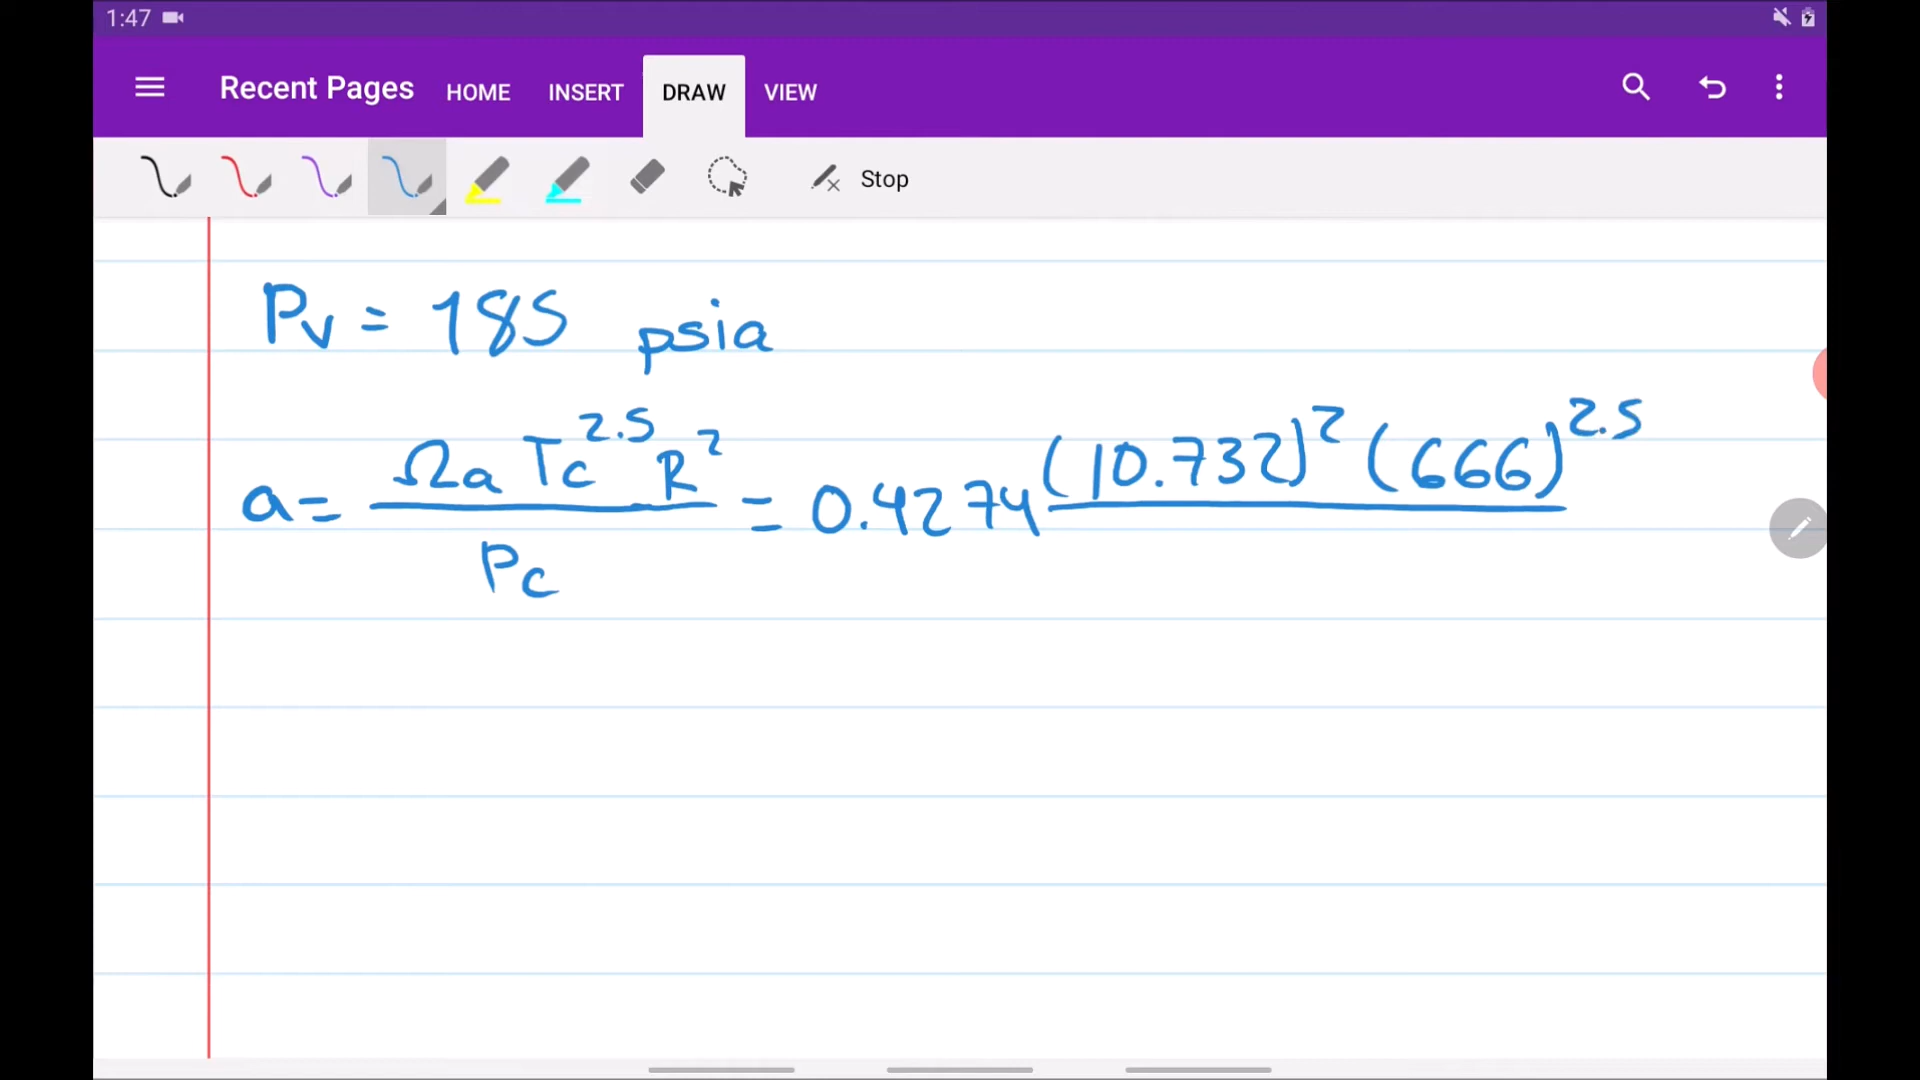 1:47
Recent Pages HOME INSERT DRAW VIEW
Stop
Pv = 185 psia
a = Ωa Tc^2.5 R^2 / Pc = 0.4274 (10.732)^2 (666)^2.5